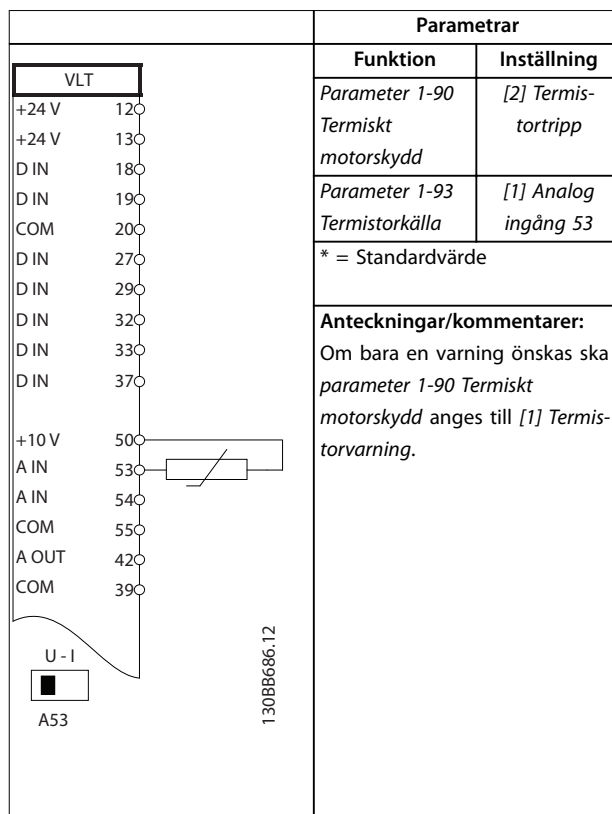 VLT
+24 V 12
+24 V 13
D IN 18
D IN 19
COM 20
D IN 27
D IN 29
D IN 32
D IN 33
D IN 37
+10 V 50
A IN 53
A IN 54
COM 55
A OUT 42
COM 39
U - I
A53
130BB686.12
Parametrar
Funktion Inställning
Parameter 1-90 [2] Termis-
Termiskt tortripp
motorskydd
Parameter 1-93 [1] Analog
Termistorkälla ingång 53
* = Standardvärde
Anteckningar/kommentarer:
Om bara en varning önskas ska
parameter 1-90 Termiskt
motorskydd anges till [1] Termis-
torvarning.